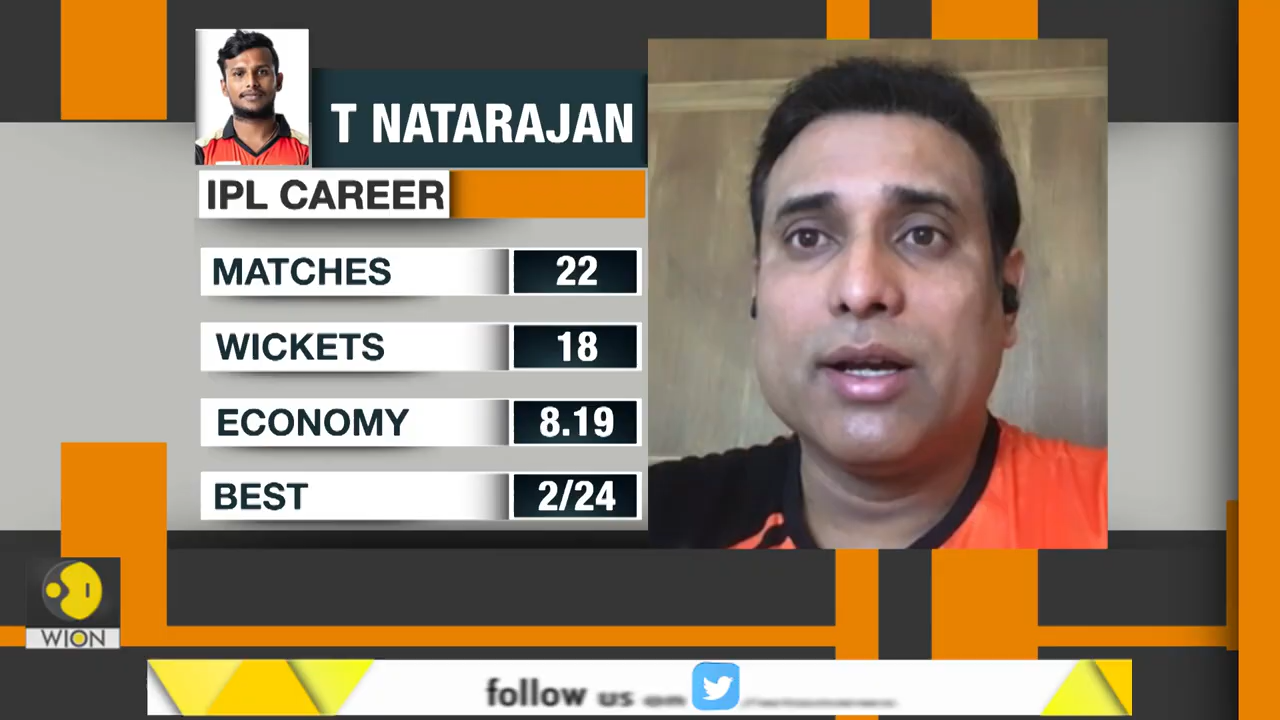 T NATARAJAN
IPL CAREER
MATCHES 22
WICKETS 18
ECONOMY 8.19
BEST 2/24
WION
follow us on